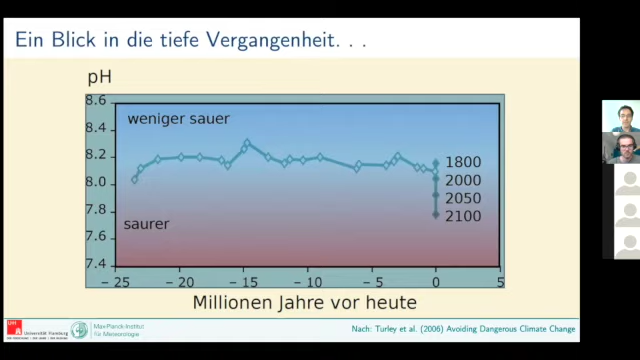 Ein Blick in die tiefe Vergangenheit. . .
pH
8.6
weniger sauer
8.4
8.2
1800
8.0
2000
2050
7.8
2100
saurer
7.6
7.4
– 25
– 20
– 15
– 10
– 5
0
5
Millionen Jahre vor heute
Universität Hamburg
Max-Planck-Institut
für Meteorologie
Nach: Turley et al. (2006) Avoiding Dangerous Climate Change